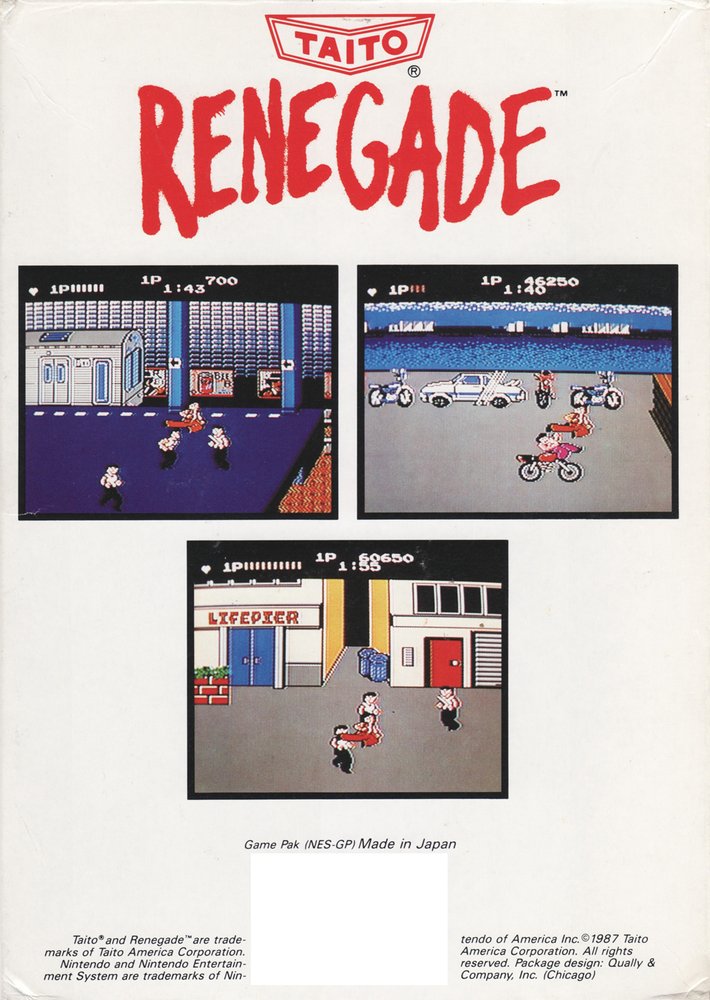 TAITO
®
RENEGADE™
1P 700
1P 1:43
1P 46250
1P 1:40
1P 60650
1P 1:55
LIFEPIER
Game Pak (NES-GP) Made in Japan
Taito® and Renegade™ are trade-
marks of Taito America Corporation.
Nintendo and Nintendo Entertain-
ment System are trademarks of Nin-
tendo of America Inc. ©1987 Taito
America Corporation. All rights
reserved. Package design: Qually &
Company, Inc. (Chicago)